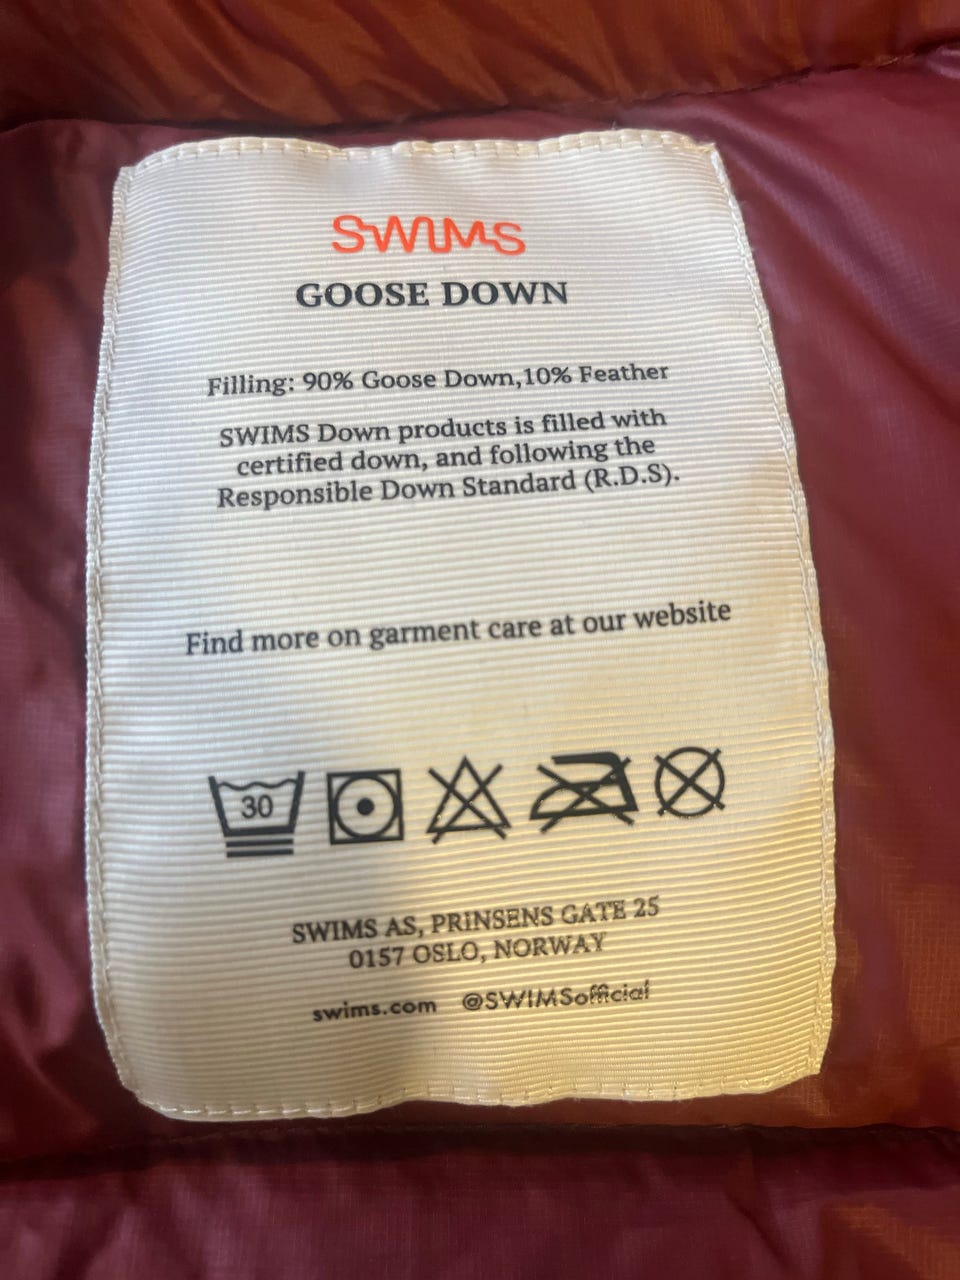 SWIMS
GOOSE DOWN
Filling: 90% Goose Down,10% Feather
SWIMS Down products is filled with
certified down, and following the
Responsible Down Standard (R.D.S).
Find more on garment care at our website
30
SWIMS AS, PRINSENS GATE 25
0157 OSLO, NORWAY
swims.com @SWIMSofficial